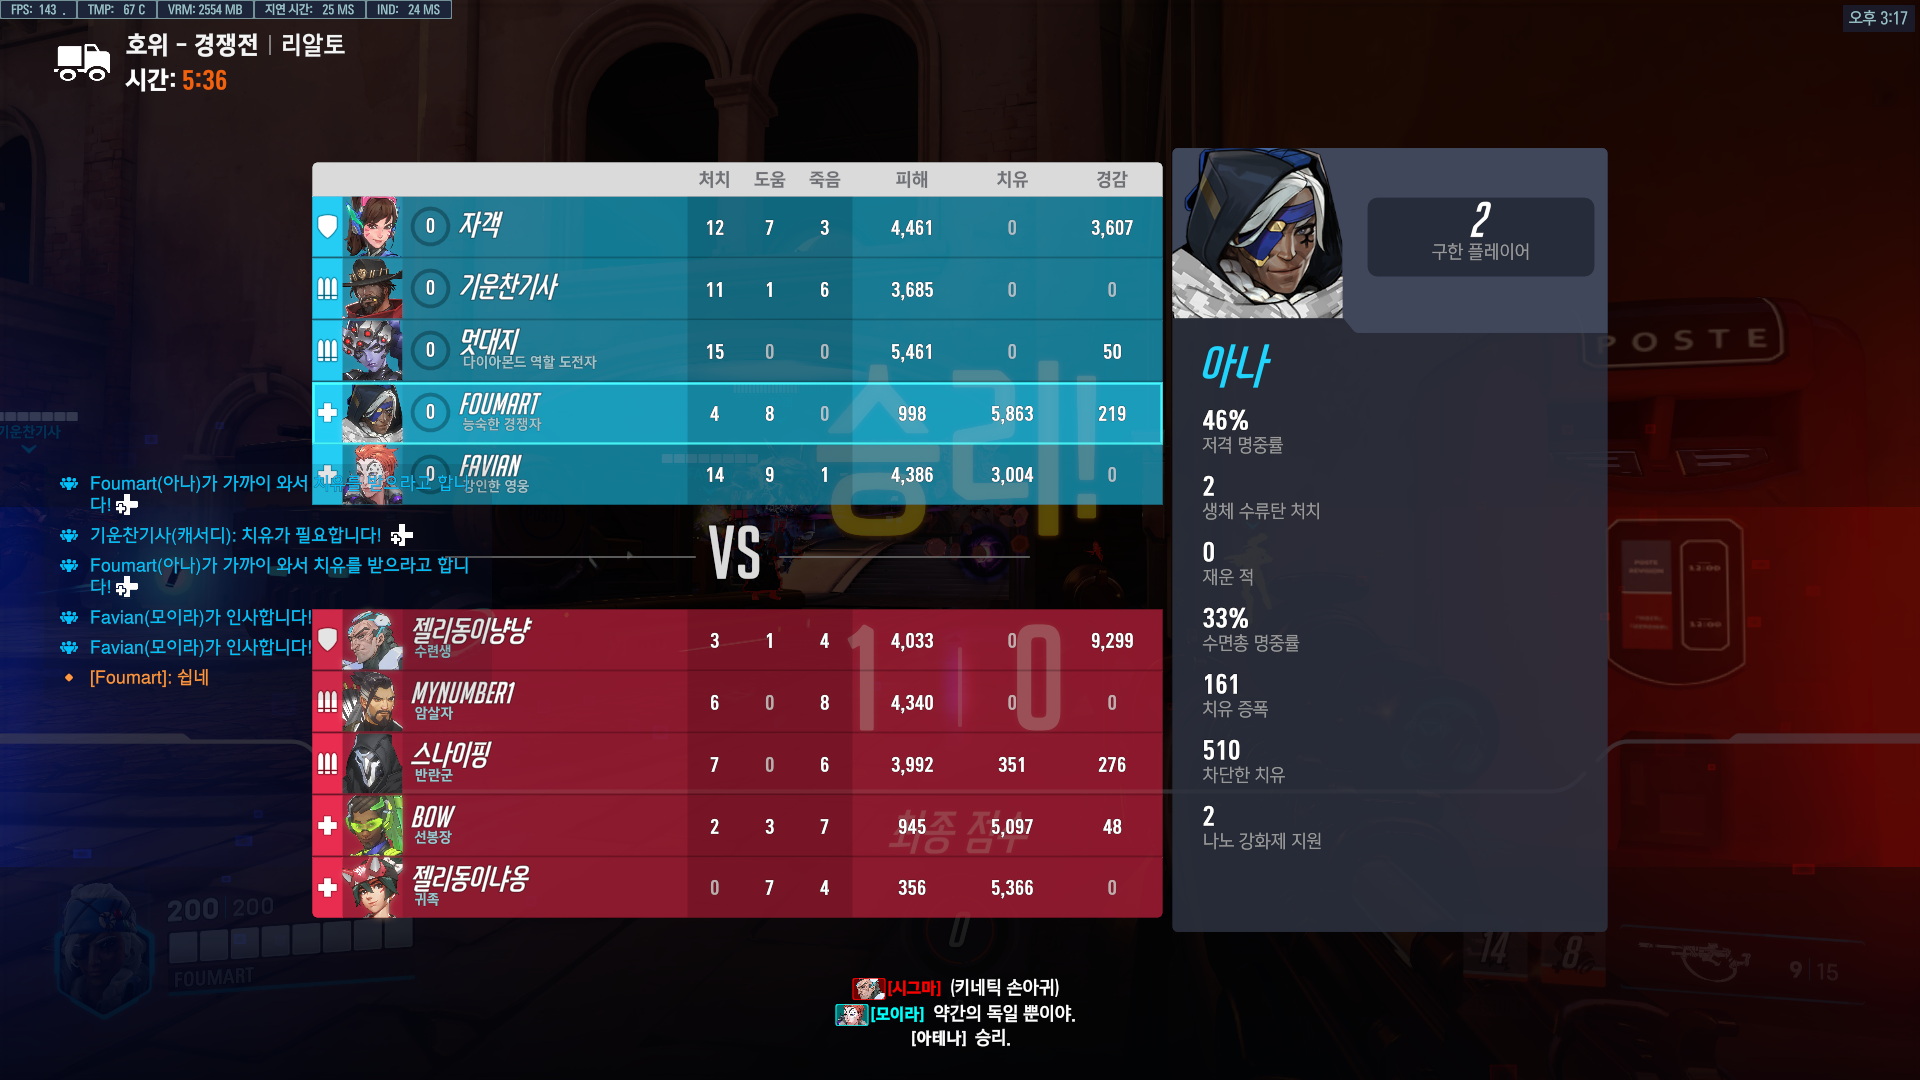 FPS: 143 . TMP: 67 C VRM: 2554 MB 지연 시간: 25 MS IND: 24 MS
오후 3:17
호위 - 경쟁전 | 리알토
시간: 5:36
처치 도움 죽음 피해 치유 경감
0 자객 12 7 3 4,461 0 3,607
0 기운찬기사 11 1 6 3,685 0 0
0 멋대지 15 0 0 5,461 0 50
다이아몬드 역할 도전자
0 FOUMART 4 8 0 998 5,863 219
능숙한 경쟁자
0 FAVIAN 14 9 1 4,386 3,004 0
강인한 영웅
승리!
VS
젤리동이냥냥 3 1 4 4,033 0 9,299
수련생
MYNUMBER1 6 0 8 4,340 0 0
암살자
스나이핑 7 0 6 3,992 351 276
반란군
BOW 2 3 7 945 5,097 48
선봉장
젤리동이냐옹 0 7 4 356 5,366 0
귀족
1 | 0
최종 점수
0
2
구한 플레이어
아나
46%
저격 명중률
2
생체 수류탄 처치
0
재운 적
33%
수면총 명중률
161
치유 증폭
510
차단한 치유
2
나노 강화제 지원
POSTE
기운찬기사
Foumart(아나)가 가까이 와서 치유를 받으라고 합니
다!
기운찬기사(캐서디): 치유가 필요합니다!
Foumart(아나)가 가까이 와서 치유를 받으라고 합니
다!
Favian(모이라)가 인사합니다!
Favian(모이라)가 인사합니다!
[Foumart]: 쉽네
200 | 200
FOUMART
14 8
9 | 15
[시그마] (키네틱 손아귀)
[모이라] 약간의 독일 뿐이야.
[아테나] 승리.